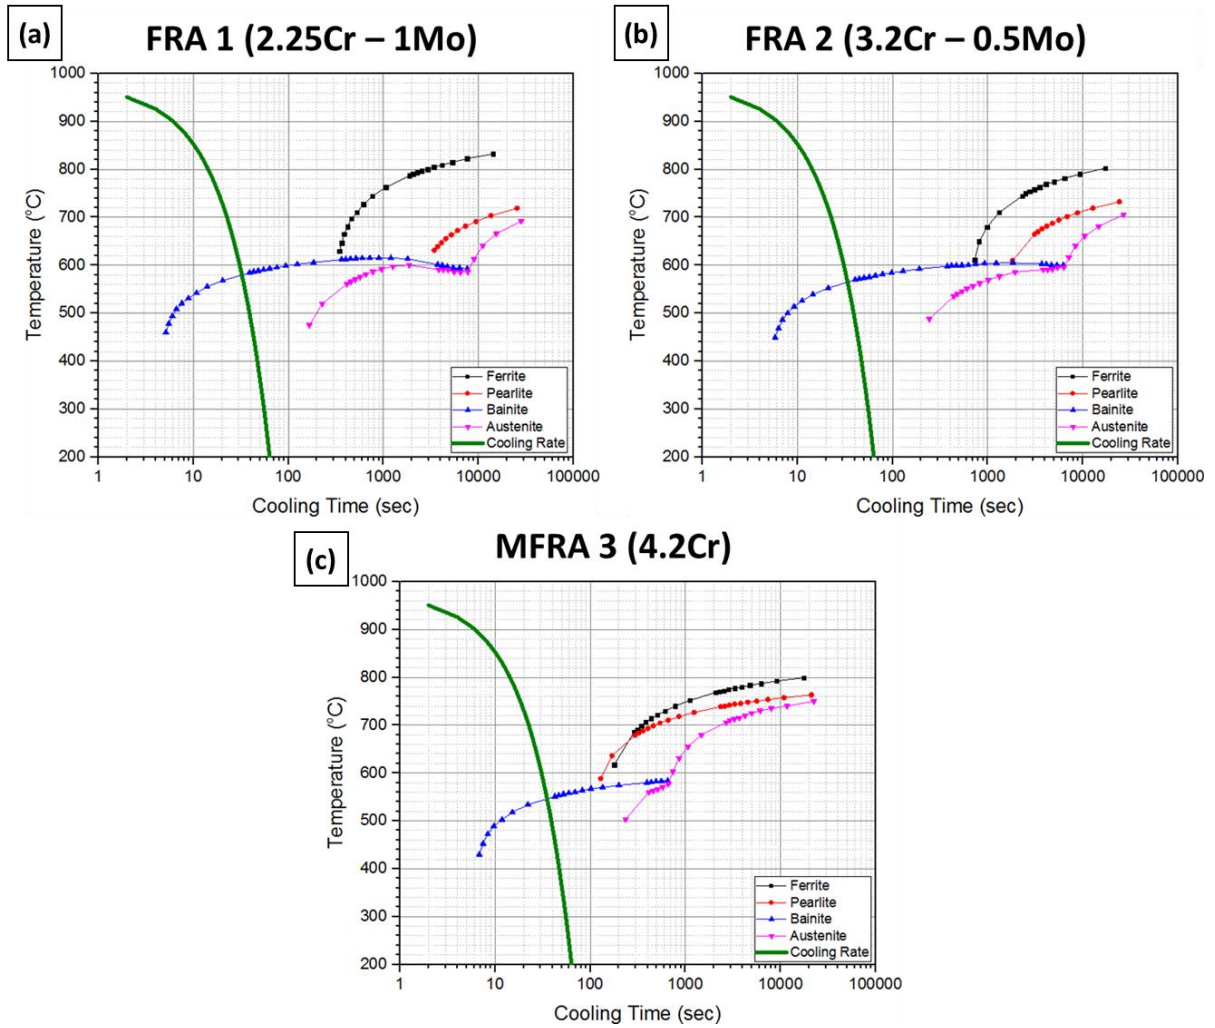 (a)
FRA 1 (2.25Cr – 1Mo)
1000
900
800
700
600
500
400
300
200
Temperature (°C)
Ferrite
Pearlite
Bainite
Austenite
Cooling Rate
1 10 100 1000 10000 100000
Cooling Time (sec)
(b)
FRA 2 (3.2Cr – 0.5Mo)
1000
900
800
700
600
500
400
300
200
Temperature (°C)
Ferrite
Pearlite
Bainite
Austenite
Cooling Rate
1 10 100 1000 10000 100000
Cooling Time (sec)
(c)
MFRA 3 (4.2Cr)
1000
900
800
700
600
500
400
300
200
Temperature (°C)
Ferrite
Pearlite
Bainite
Austenite
Cooling Rate
1 10 100 1000 10000 100000
Cooling Time (sec)